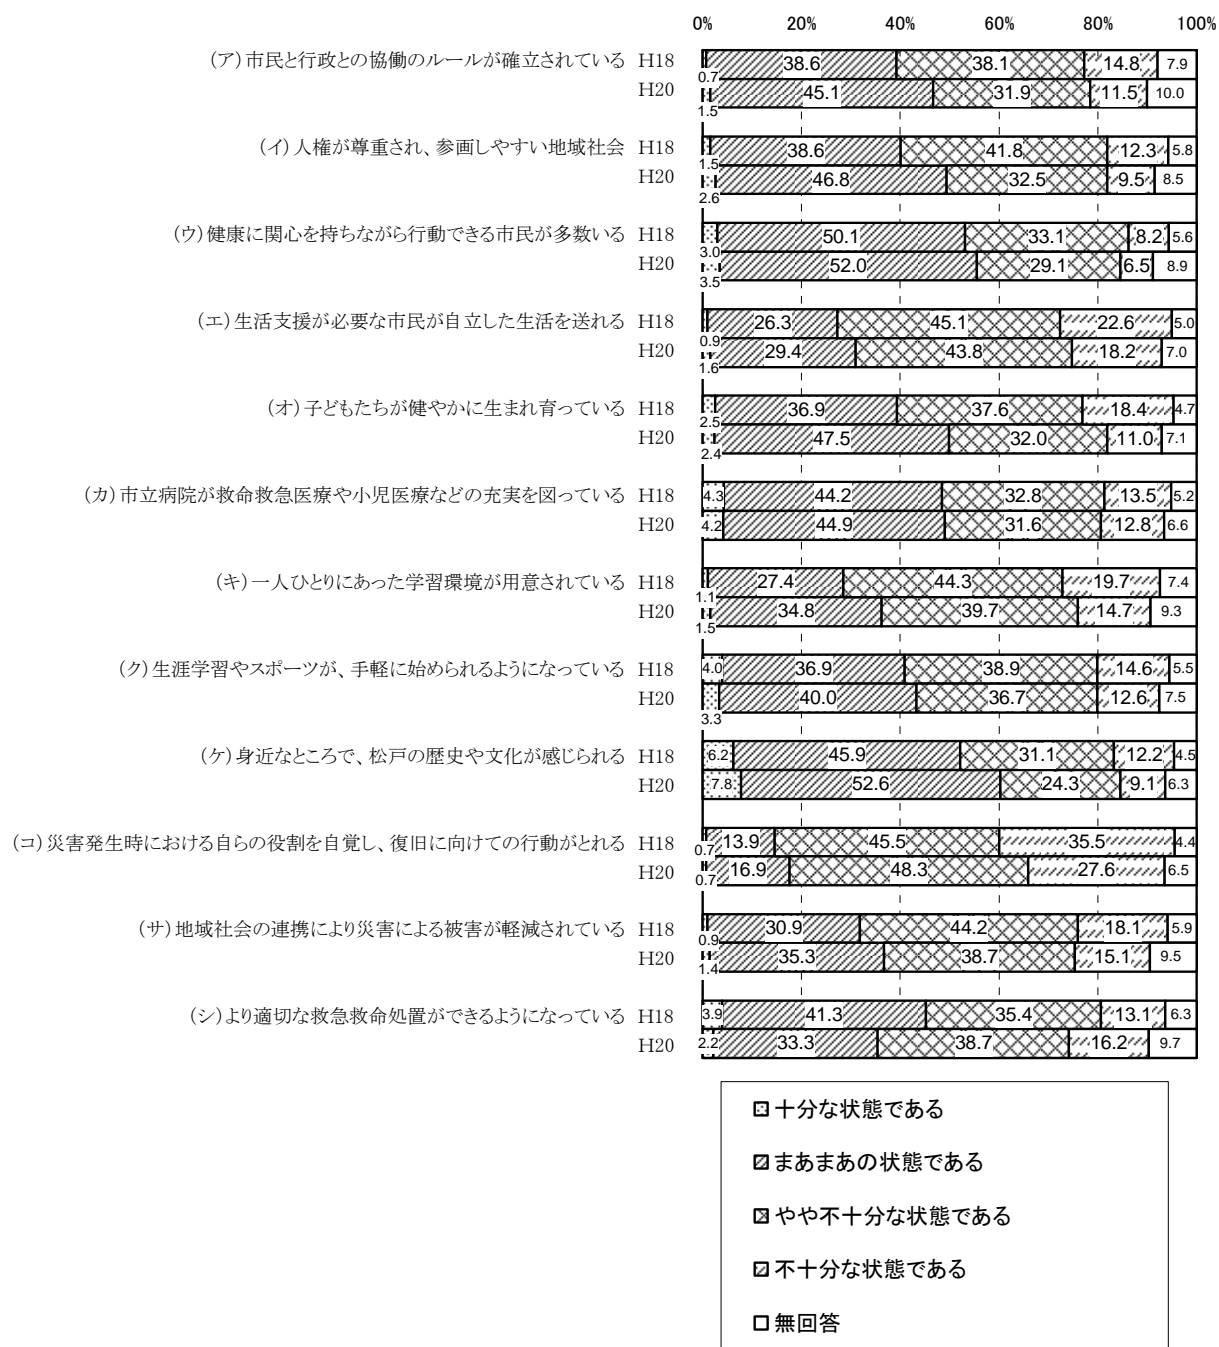 0% 20% 40% 60% 80% 100%
(ア)市民と行政との協働のルールが確立されている H18 0.7 38.6 38.1 14.8 7.9
H20 1.5 45.1 31.9 11.5 10.0
(イ)人権が尊重され、参画しやすい地域社会 H18 1.5 38.6 41.8 12.3 5.8
H20 2.6 46.8 32.5 9.5 8.5
(ウ)健康に関心を持ちながら行動できる市民が多数いる H18 3.0 50.1 33.1 8.2 5.6
H20 3.5 52.0 29.1 6.5 8.9
(エ)生活支援が必要な市民が自立した生活を送れる H18 0.9 26.3 45.1 22.6 5.0
H20 1.6 29.4 43.8 18.2 7.0
(オ)子どもたちが健やかに生まれ育っている H18 2.5 36.9 37.6 18.4 4.7
H20 2.4 47.5 32.0 11.0 7.1
(カ)市立病院が救命救急医療や小児医療などの充実を図っている H18 4.3 44.2 32.8 13.5 5.2
H20 4.2 44.9 31.6 12.8 6.6
(キ)一人ひとりにあった学習環境が用意されている H18 1.1 27.4 44.3 19.7 7.4
H20 1.5 34.8 39.7 14.7 9.3
(ク)生涯学習やスポーツが、手軽に始められるようになっている H18 4.0 36.9 38.9 14.6 5.5
H20 3.3 40.0 36.7 12.6 7.5
(ケ)身近なところで、松戸の歴史や文化が感じられる H18 6.2 45.9 31.1 12.2 4.5
H20 7.8 52.6 24.3 9.1 6.3
(コ)災害発生時における自らの役割を自覚し、復旧に向けての行動がとれる H18 0.7 13.9 45.5 35.5 4.4
H20 0.7 16.9 48.3 27.6 6.5
(サ)地域社会の連携により災害による被害が軽減されている H18 0.9 30.9 44.2 18.1 5.9
H20 1.4 35.3 38.7 15.1 9.5
(シ)より適切な救急救命処置ができるようになっている H18 3.9 41.3 35.4 13.1 6.3
H20 2.2 33.3 38.7 16.2 9.7
十分な状態である
まあまあの状態である
やや不十分な状態である
不十分な状態である
無回答